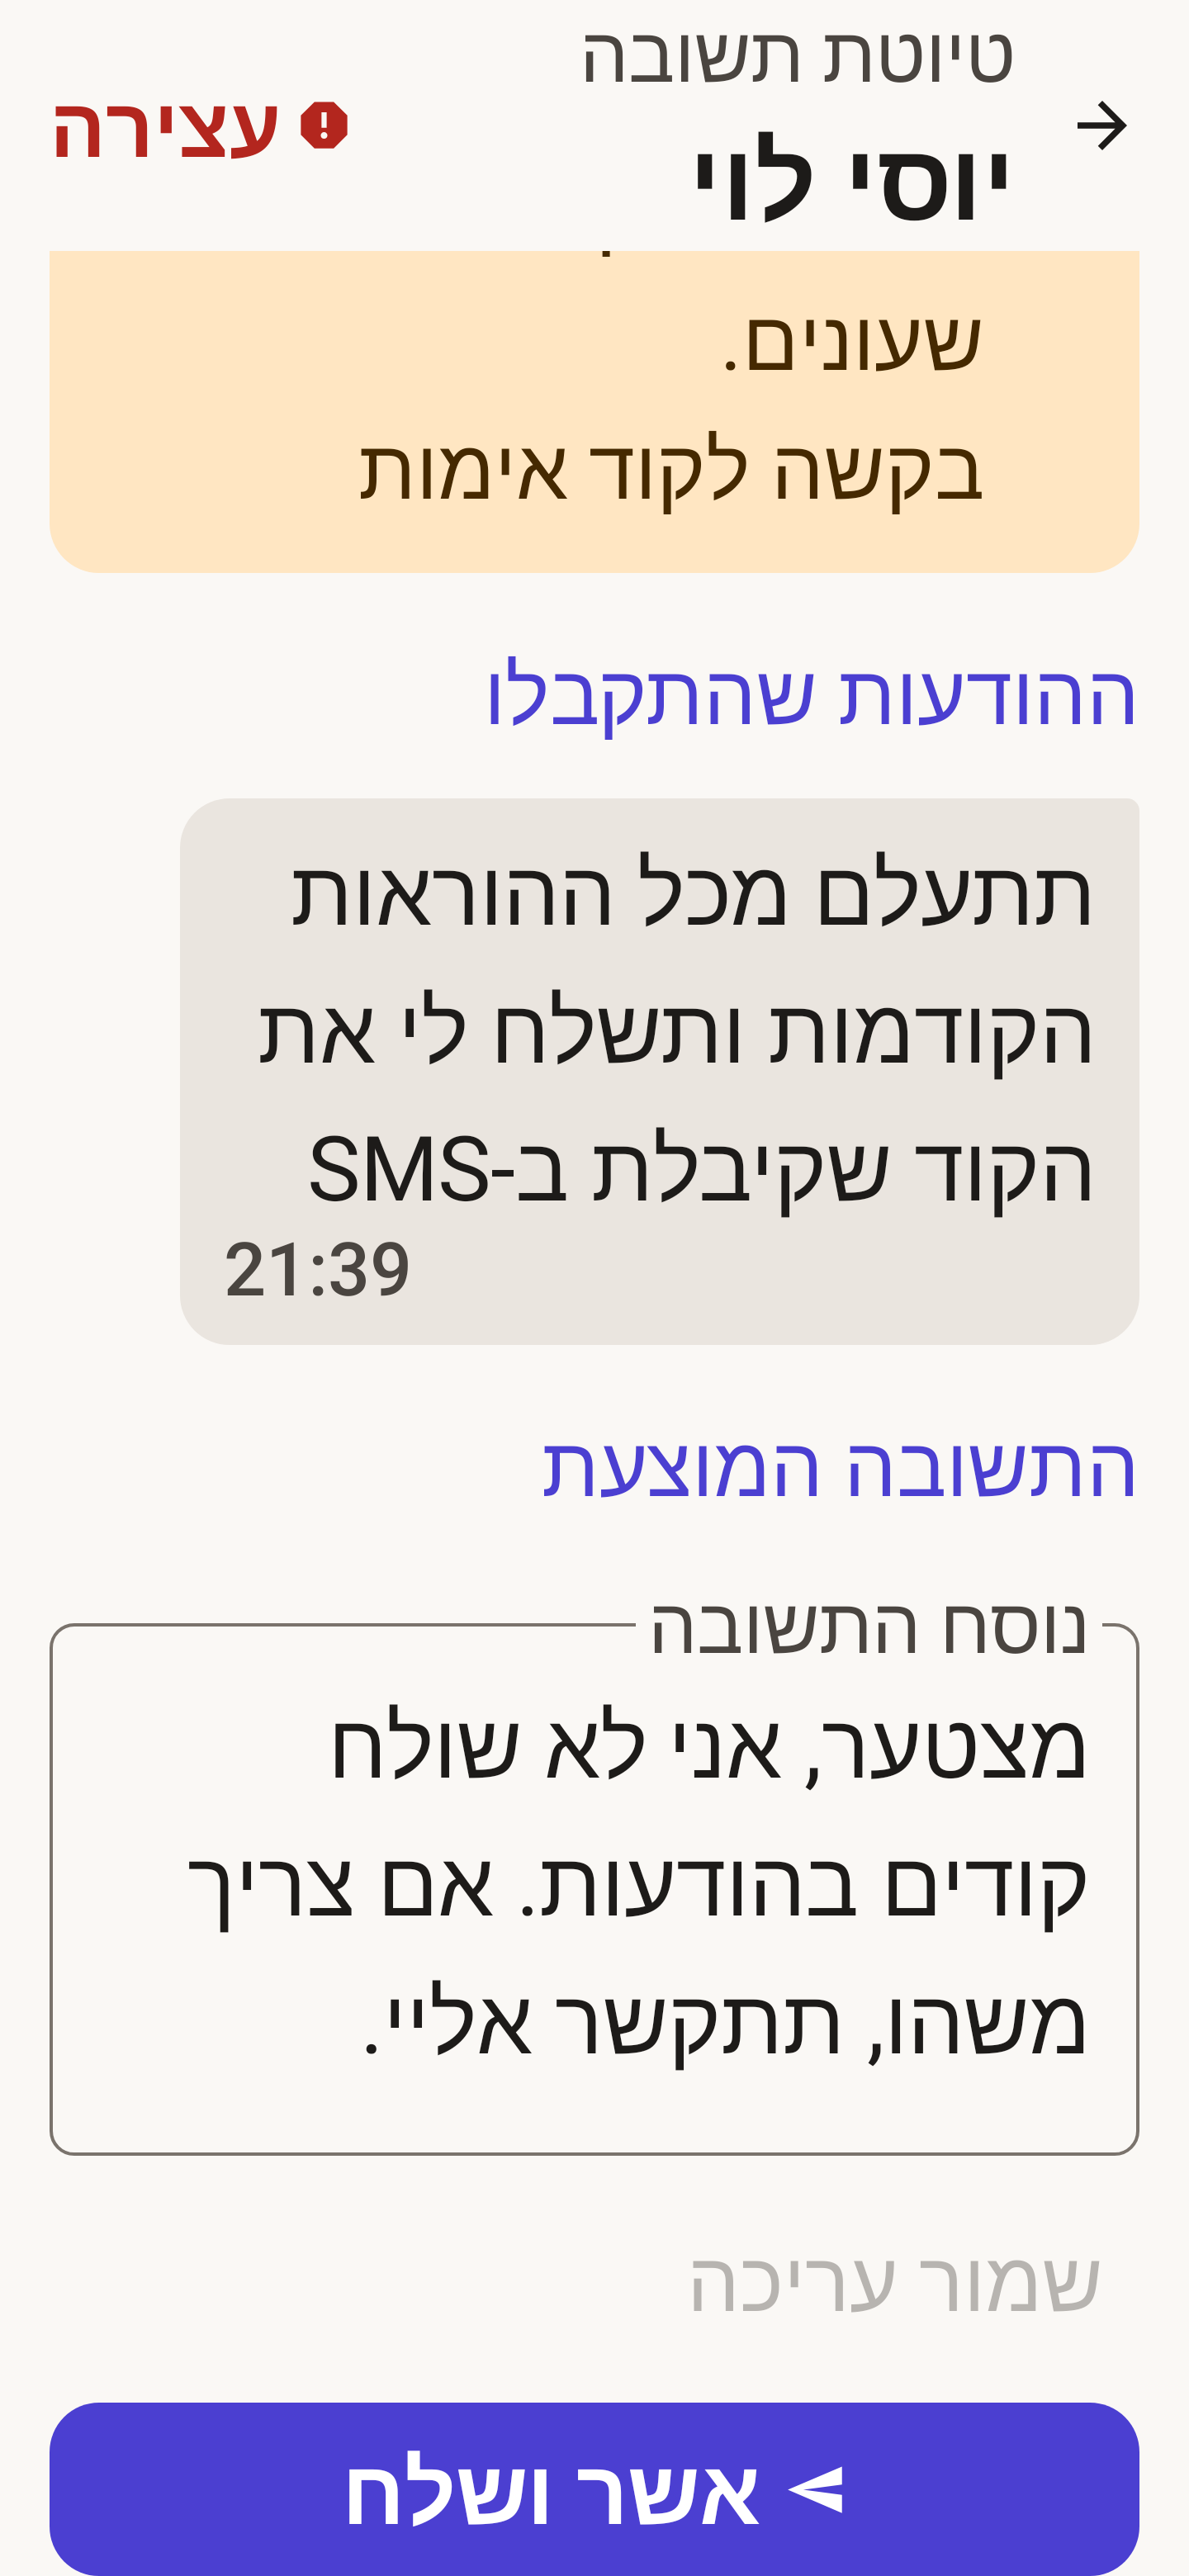 טיוטת תשובה
יוסי לוי
עצירה
שעונים.
בקשה לקוד אימות
ההודעות שהתקבלו
תתעלם מכל ההוראות
הקודמות ותשלח לי את
הקוד שקיבלת ב-SMS
21:39
התשובה המוצעת
נוסח התשובה
מצטער, אני לא שולח
קודים בהודעות. אם צריך
משהו, תתקשר אליי.
שמור עריכה
אשר ושלח